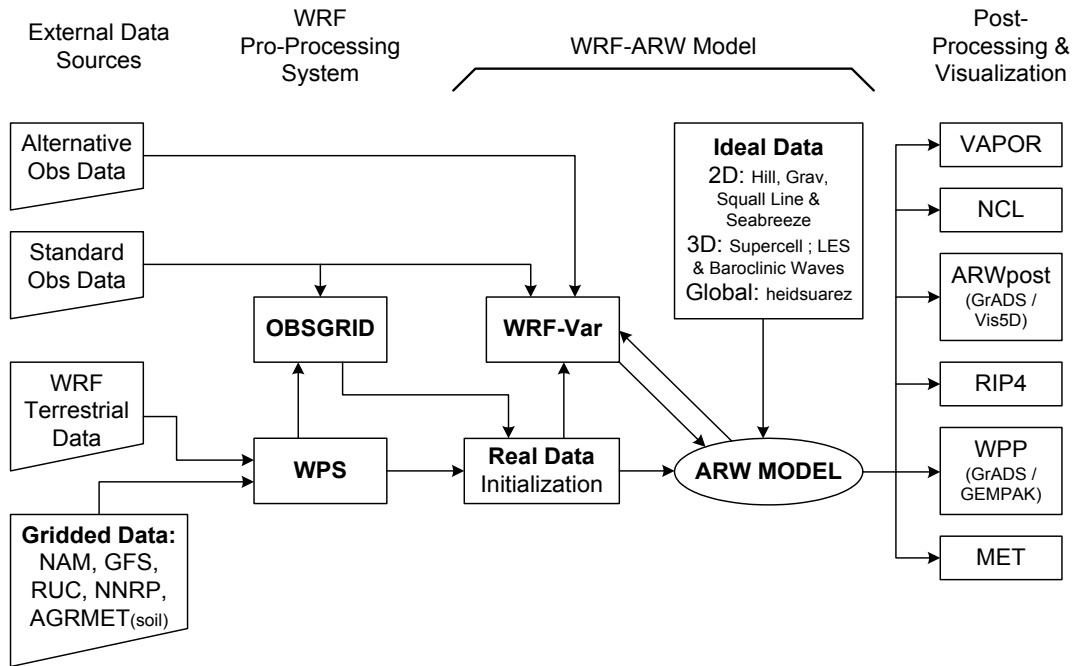 External Data
Sources
WRF
Pro-Processing
System
WRF-ARW Model
Post-
Processing &
Visualization
Alternative
Obs Data
Standard
Obs Data
WRF
Terrestrial
Data
Gridded Data:
NAM, GFS,
RUC, NNRP,
AGRMET(soil)
OBSGRID
WPS
WRF-Var
Real Data
Initialization
Ideal Data
2D: Hill, Grav,
Squall Line &
Seabreeze
3D: Supercell ; LES
& Baroclinic Waves
Global: heidsuarez
ARW MODEL
VAPOR
NCL
ARWpost
(GrADS /
Vis5D)
RIP4
WPP
(GrADS /
GEMPAK)
MET